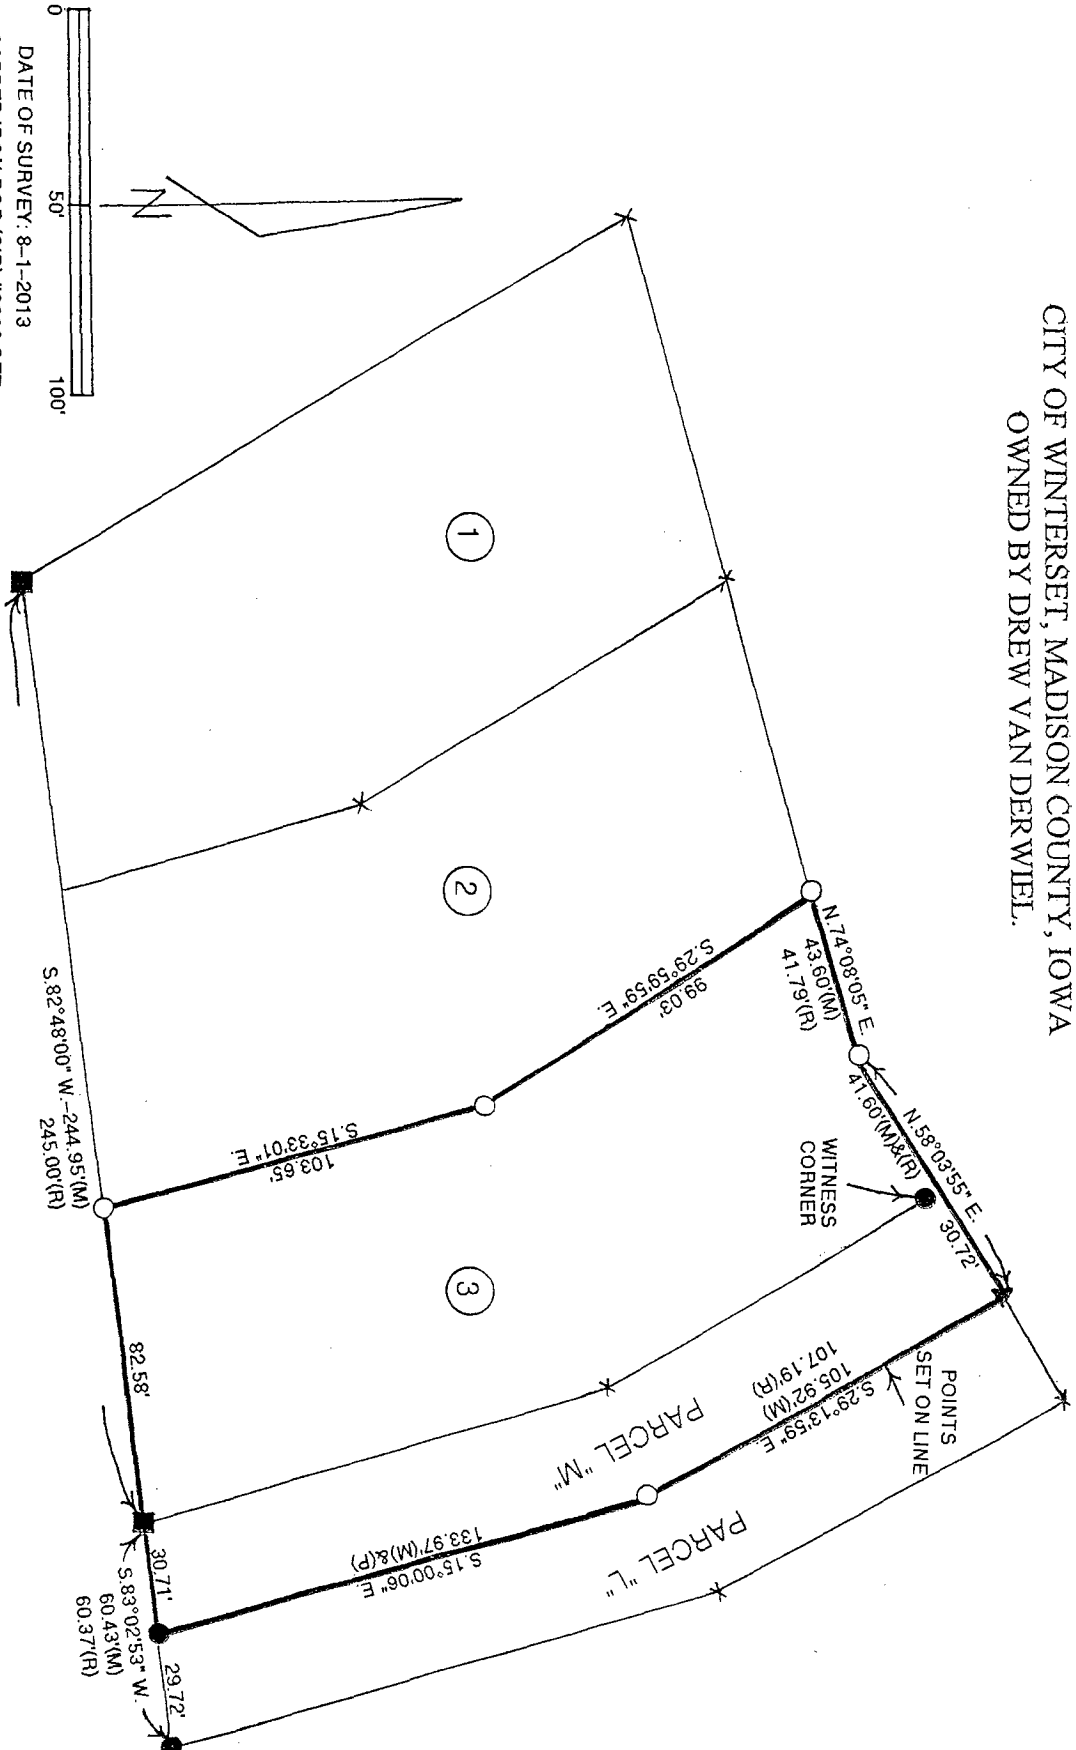 CITY OF WINTERSET, MADISON COUNTY, IOWA
OWNED BY DREW VAN DERWIEL.
N.74°08'05" E.
43.60'(M)
41.79'(R)
N.58°03'55" E.
41.60'(M)&(R)
30.72'
WITNESS
CORNER
POINTS
SET ON LINE
S.29°59'59" E.
99.03'
S.15°33'01" E.
103.65'
S.29°13'59" E.
105.92'(M)
107.19'(R)
PARCEL "M"
PARCEL "L"
S.15°00'06" E.
133.97'(M)&(P)
1
2
3
S.82°48'00" W.-244.95'(M)
245.00'(R)
82.58'
30.71'
29.72'
S.83°02'53" W.
60.43'(M)
60.37'(R)
N
0
50'
100'
DATE OF SURVEY: 8-1-2013